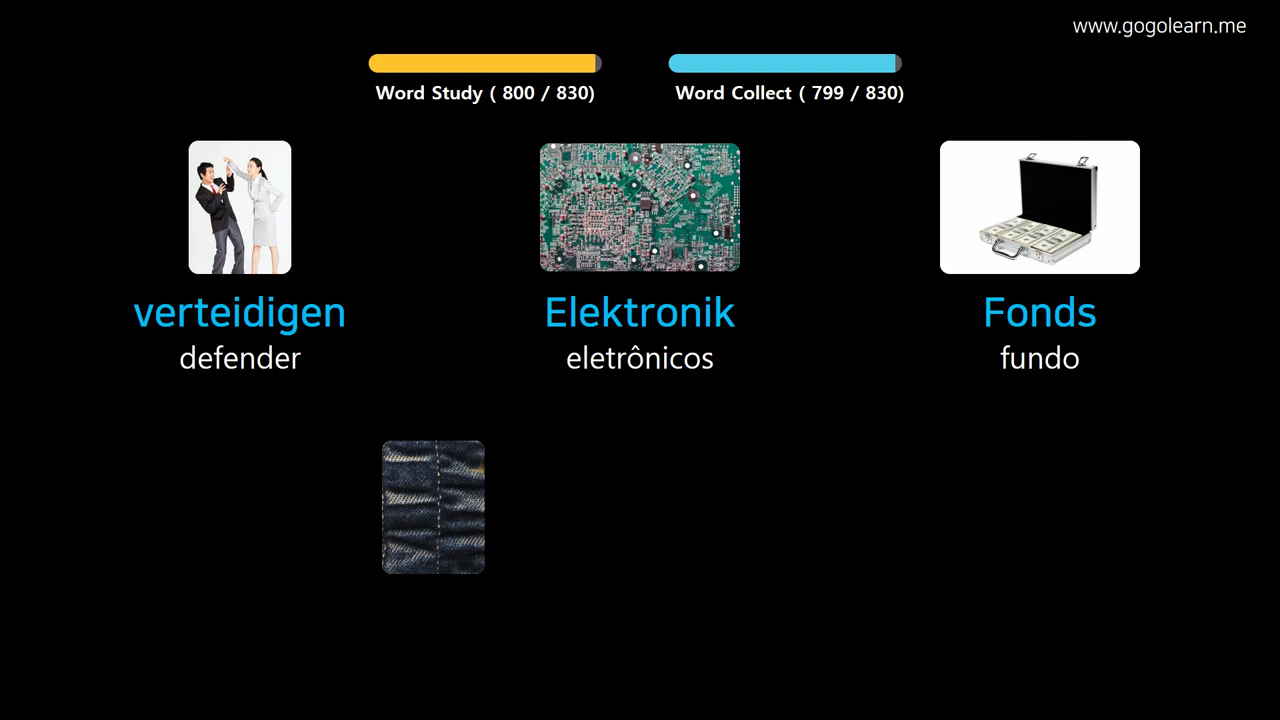 www.gogolearn.me
Word Study ( 800 / 830)
Word Collect ( 799 / 830)
verteidigen
defender
Elektronik
eletrônicos
Fonds
fundo